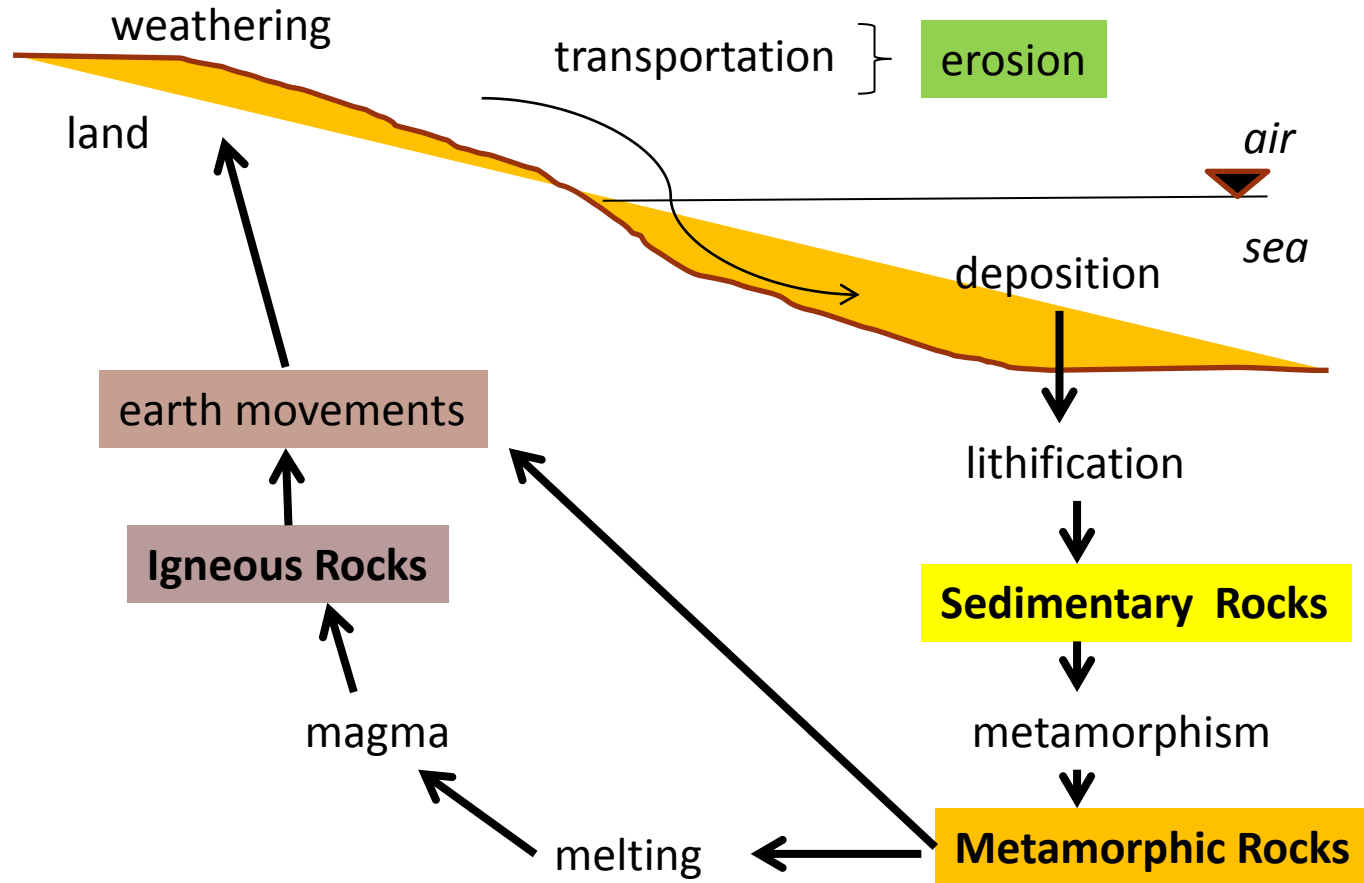 weathering
transportation
erosion
land
air
sea
deposition
earth movements
lithification
Igneous Rocks
Sedimentary Rocks
magma
metamorphism
melting
Metamorphic Rocks